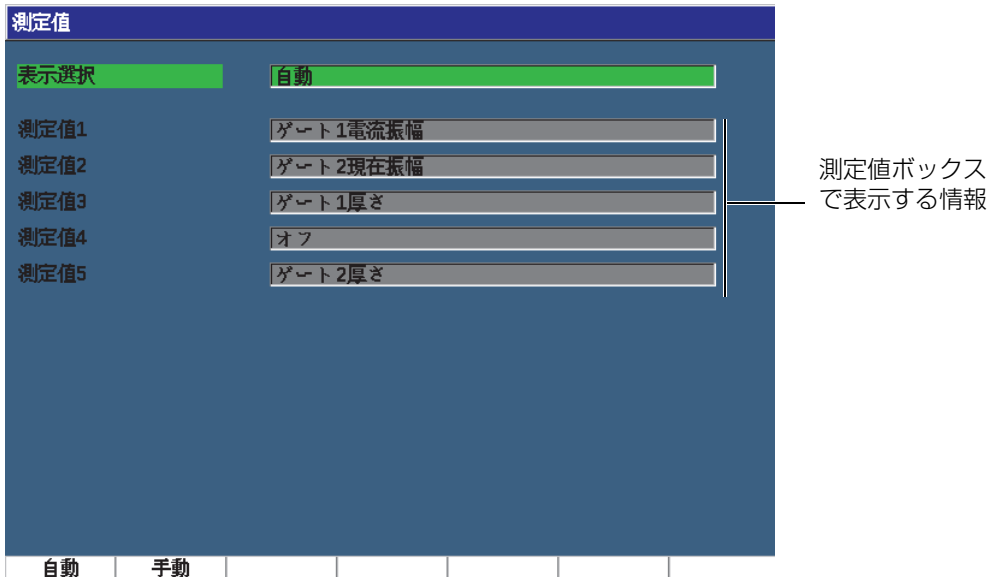 測定値
表示選択 自動
測定値1 ゲート1電流振幅
測定値2 ゲート2現在振幅
測定値3 ゲート1厚さ
測定値4 オフ
測定値5 ゲート2厚さ
測定値ボックス
で表示する情報
自動 手動